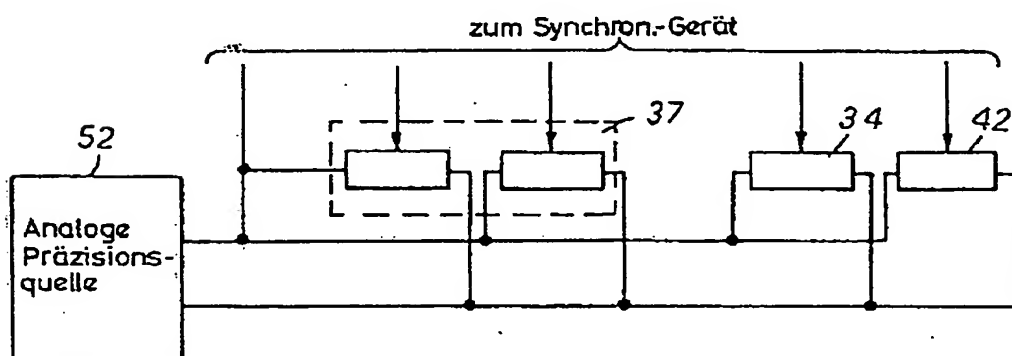 zum Synchron.-Gerät
37
34
42
52
Analoge
Präzisions-
quelle